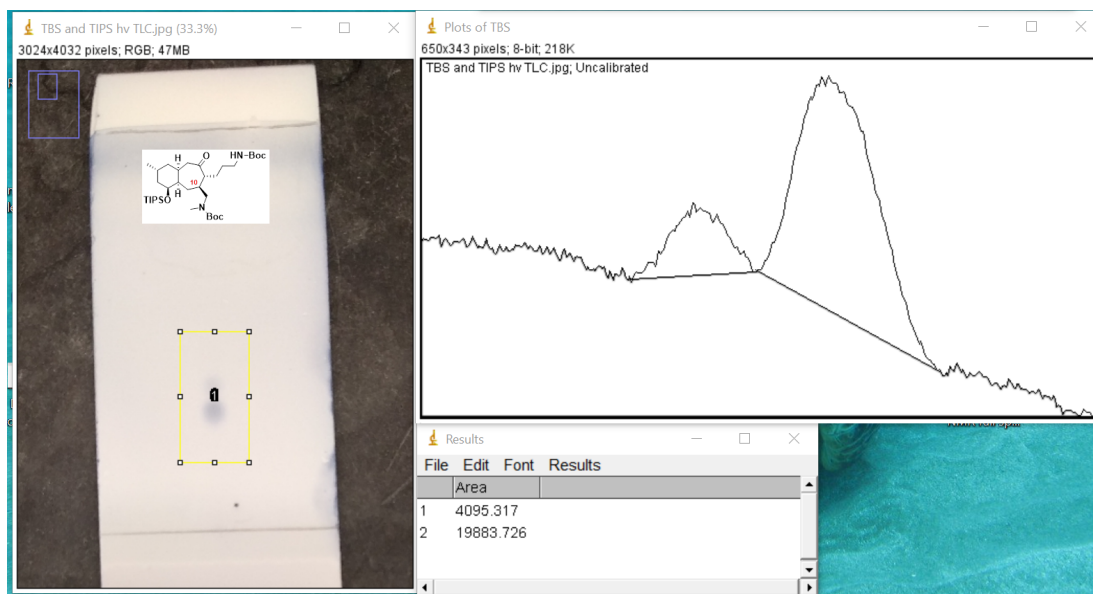 TBS and TIPS hv TLC.jpg (33.3%)
3024x4032 pixels; RGB; 47MB
H
O
HN-Boc
10
H
TIPSO
N
Boc
1
Plots of TBS
650x343 pixels; 8-bit; 218K
TBS and TIPS hv TLC.jpg; Uncalibrated
Results
File Edit Font Results
Area
1 4095.317
2 19883.726